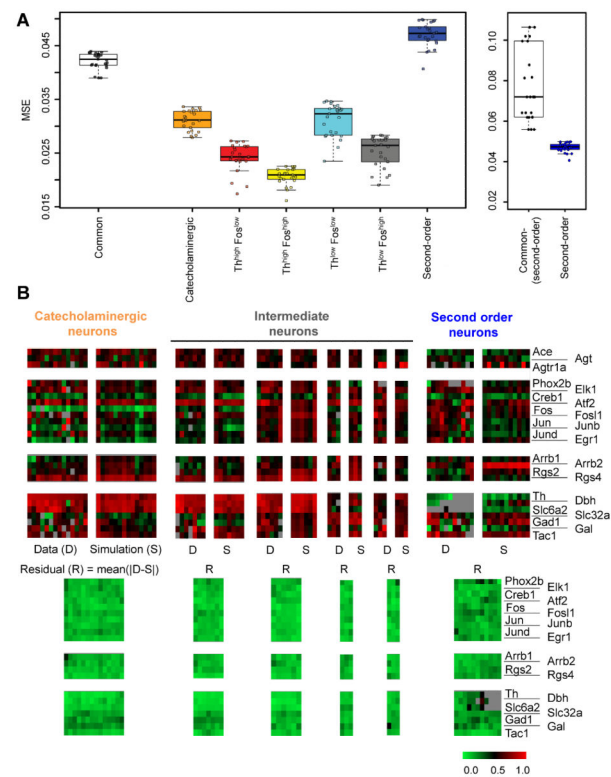 A
MSE
0.045
0.035
0.025
0.015
Common
Catecholaminergic
Th^high Fos^low
Th^high Fos^high
Th^low Fos^low
Th^low Fos^high
Second-order
0.10
0.08
0.06
0.04
0.02
Common-
(second-order)
Second-order
B
Catecholaminergic
neurons
Intermediate
neurons
Second order
neurons
Ace
Agt
Agtr1a
Phox2b
Elk1
Creb1
Atf2
Fos
Fosl1
Jun
Junb
Jund
Egr1
Arrb1
Arrb2
Rgs2
Rgs4
Th
Dbh
Slc6a2
Slc32a
Gad1
Gal
Tac1
Data (D) Simulation (S) D S D S D S D S D S
Residual (R) = mean(|D-S|) R R R R R
Phox2b
Elk1
Creb1
Atf2
Fos
Fosl1
Jun
Junb
Jund
Egr1
Arrb1
Arrb2
Rgs2
Rgs4
Th
Dbh
Slc6a2
Slc32a
Gad1
Gal
Tac1
0.0 0.5 1.0